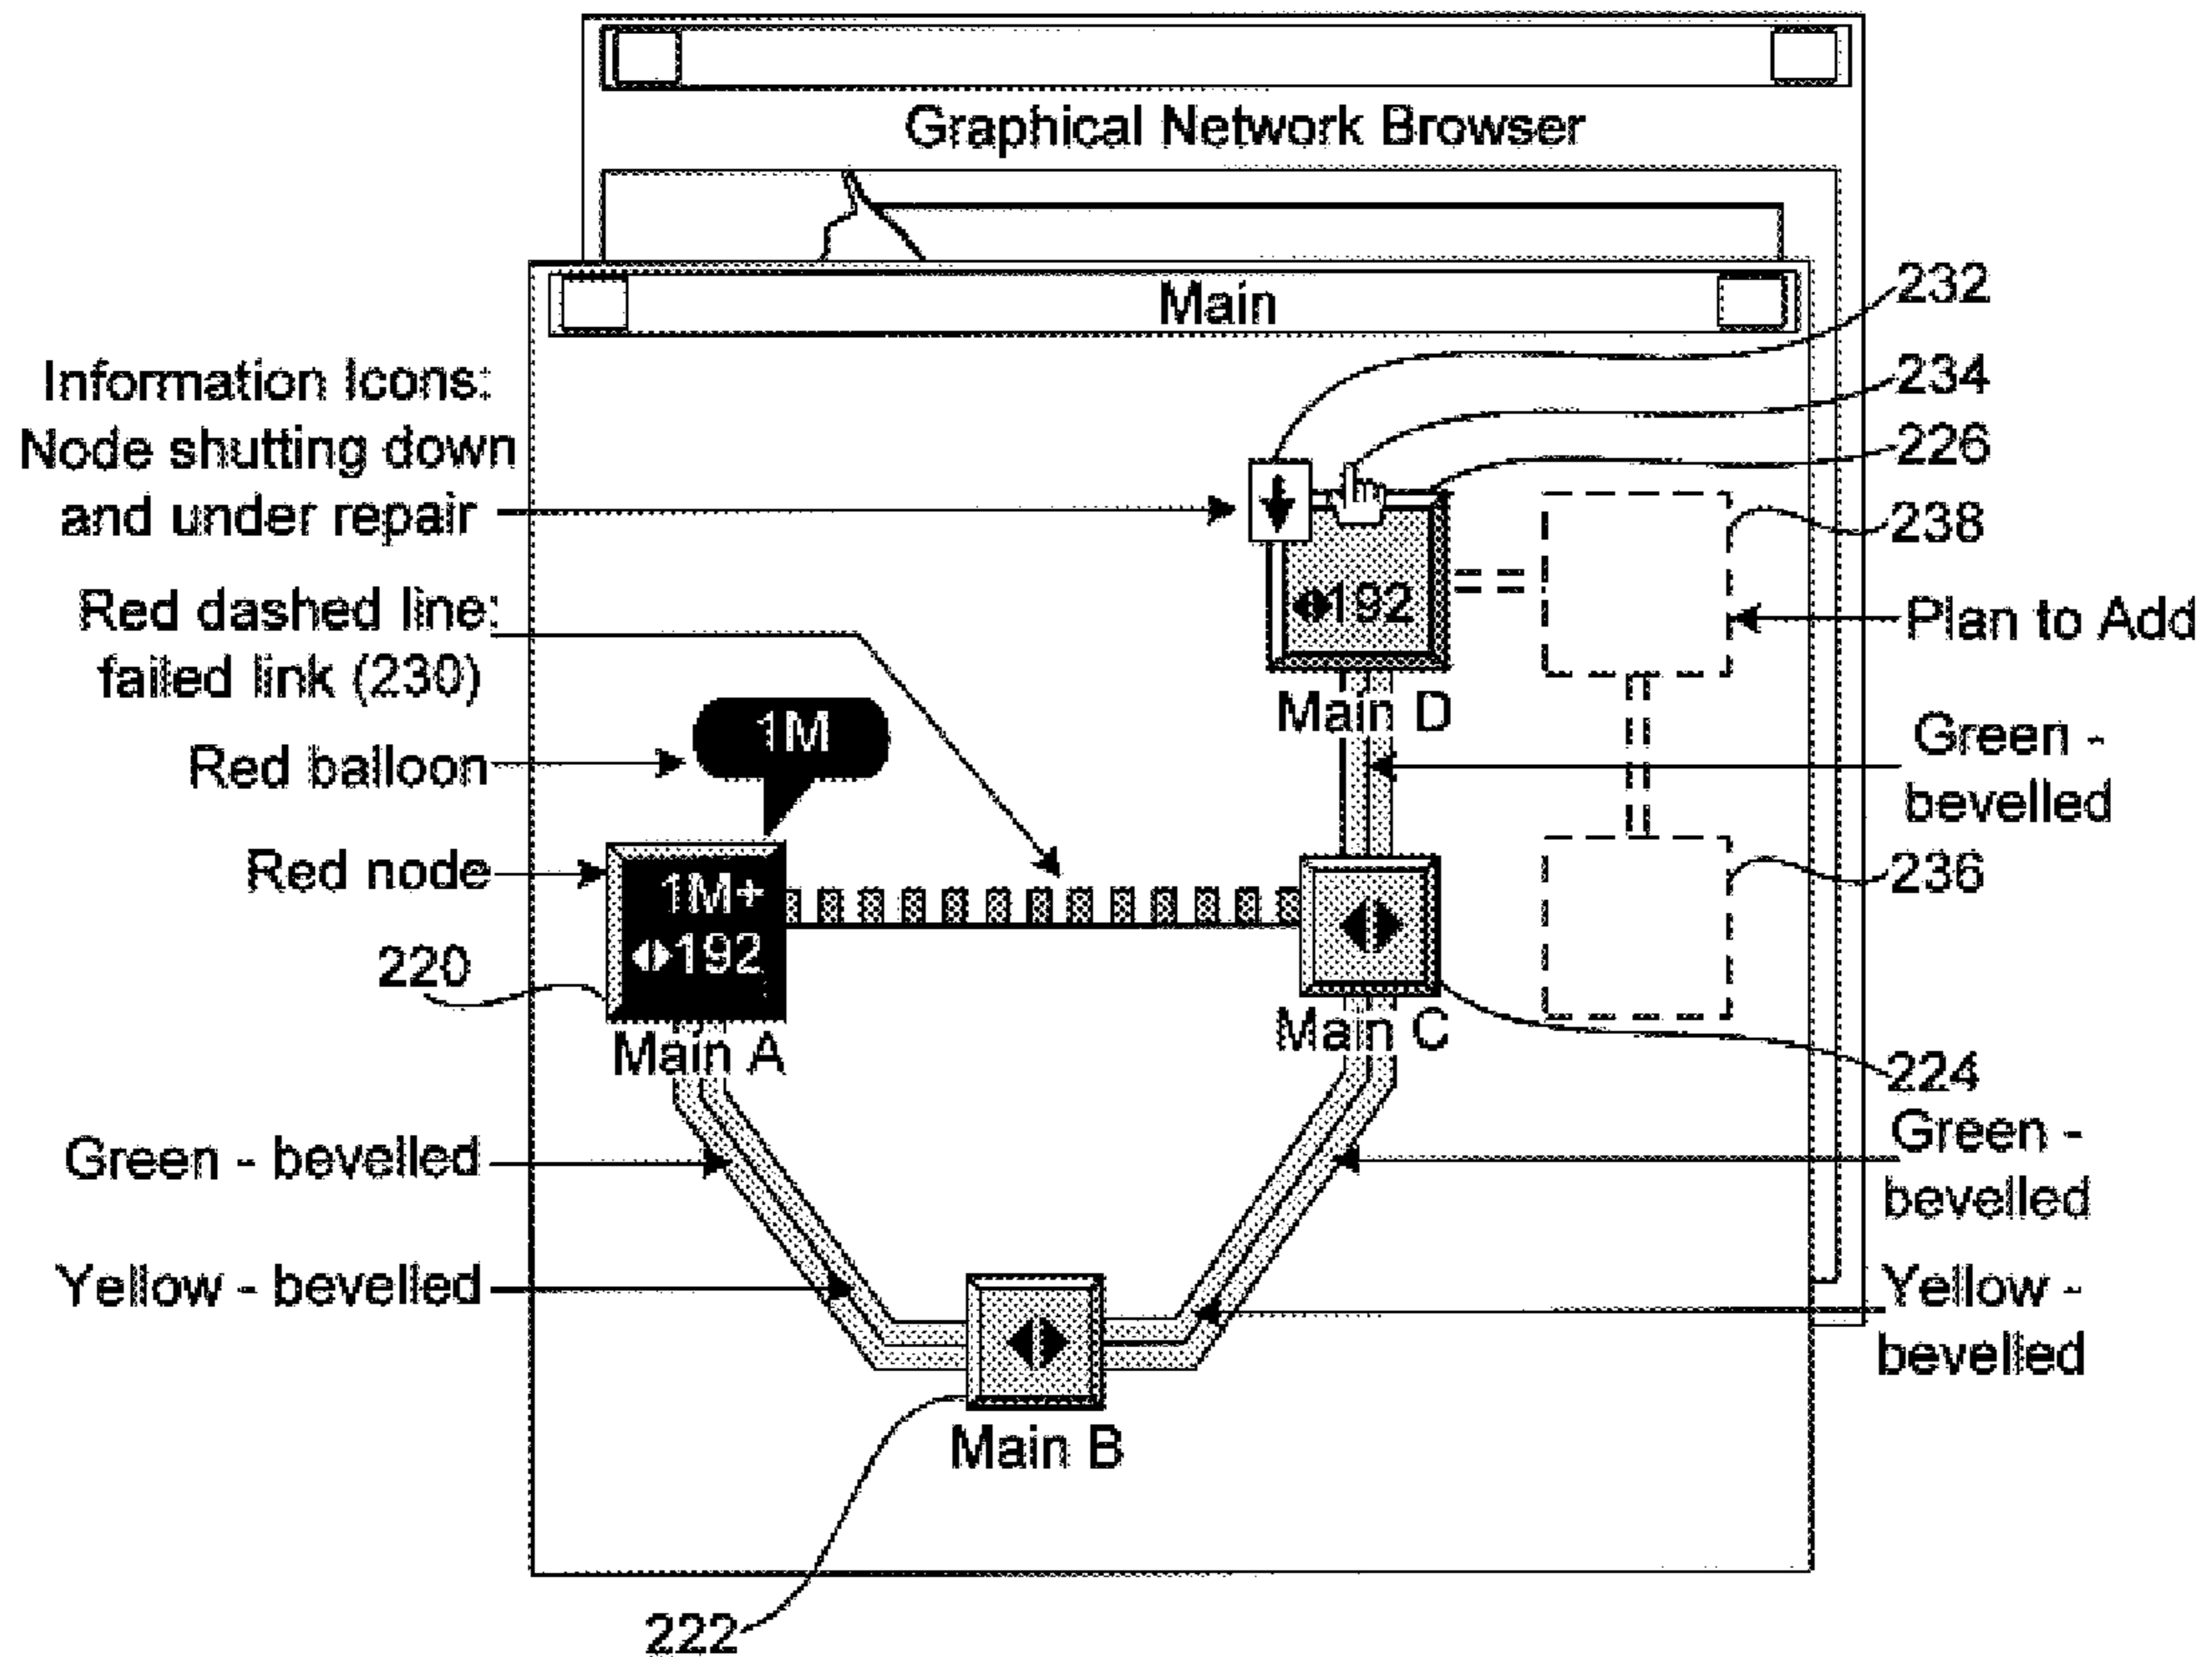 Graphical Network Browser
Main
232
Information Icons:
Node shutting down
and under repair
234
226
238
192
Plan to Add
Red dashed line:
failed link (230)
Main D
1M
Red balloon
Green -
bevelled
Red node
1M+
192
236
220
Main A
Main C
224
Green - bevelled
Green -
bevelled
Yellow - bevelled
Yellow -
bevelled
Main B
222